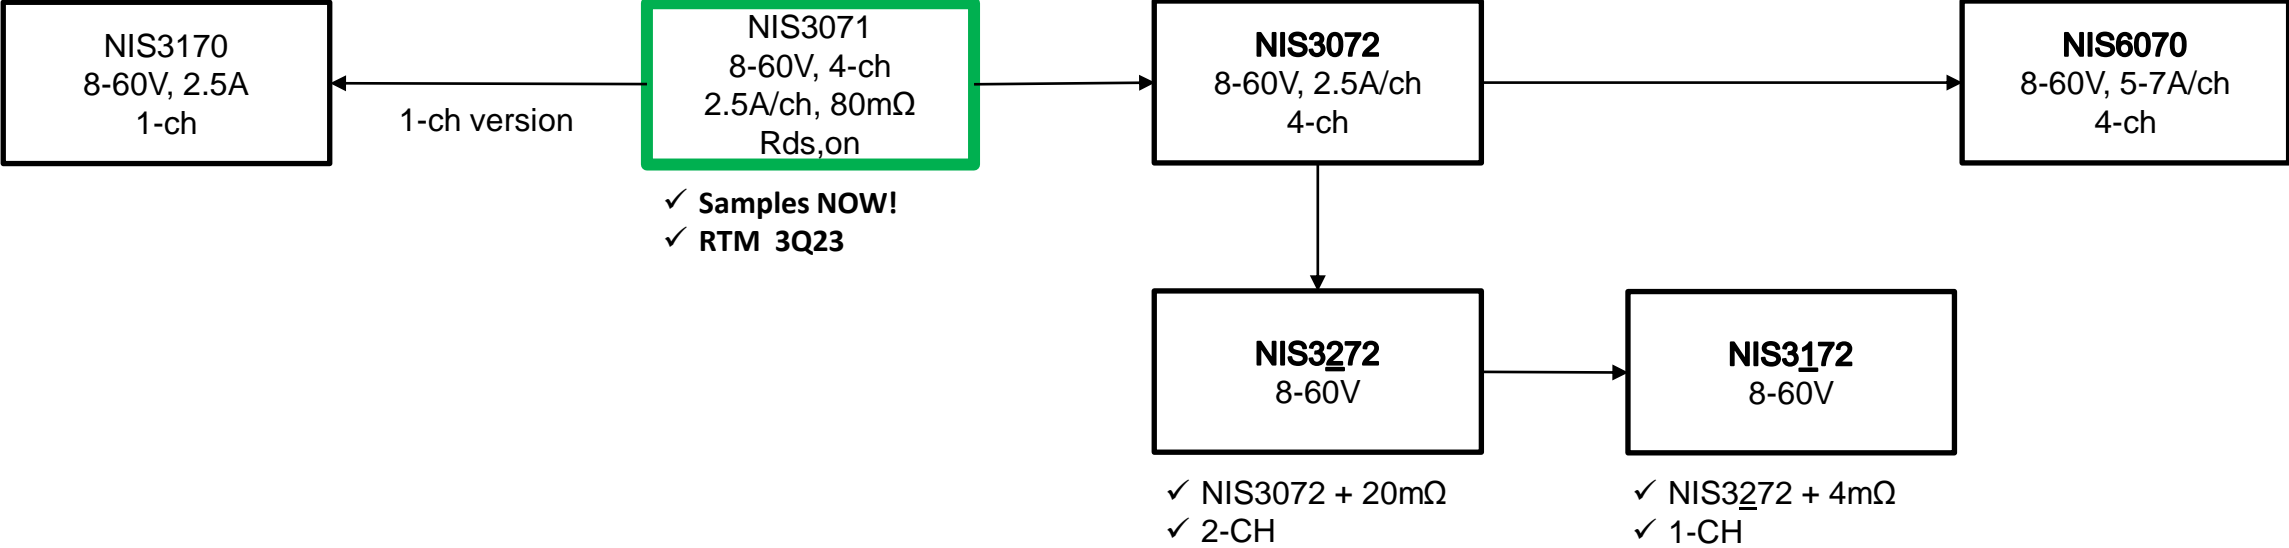 NIS3170
8-60V, 2.5A
1-ch
1-ch version
NIS3071
8-60V, 4-ch
2.5A/ch, 80mΩ
Rds,on
✓ Samples NOW!
✓ RTM 3Q23
NIS3072
8-60V, 2.5A/ch
4-ch
NIS6070
8-60V, 5-7A/ch
4-ch
NIS3272
8-60V
✓ NIS3072 + 20mΩ
✓ 2-CH
NIS3172
8-60V
✓ NIS3272 + 4mΩ
✓ 1-CH